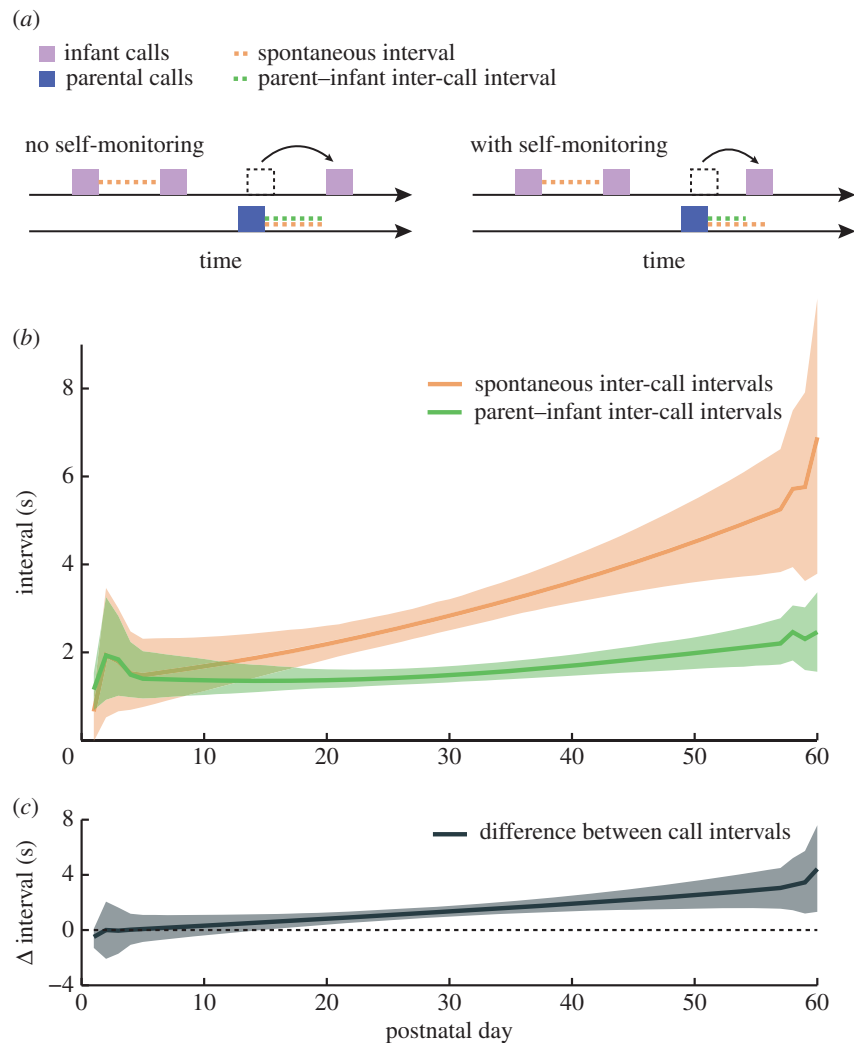 (a)
infant calls
spontaneous interval
parental calls
parent–infant inter-call interval
no self-monitoring
with self-monitoring
time
time
(b)
8
6
4
2
0
10
20
30
40
50
60
interval (s)
spontaneous inter-call intervals
parent–infant inter-call intervals
(c)
8
4
0
−4
Δ interval (s)
difference between call intervals
0
10
20
30
40
50
60
postnatal day